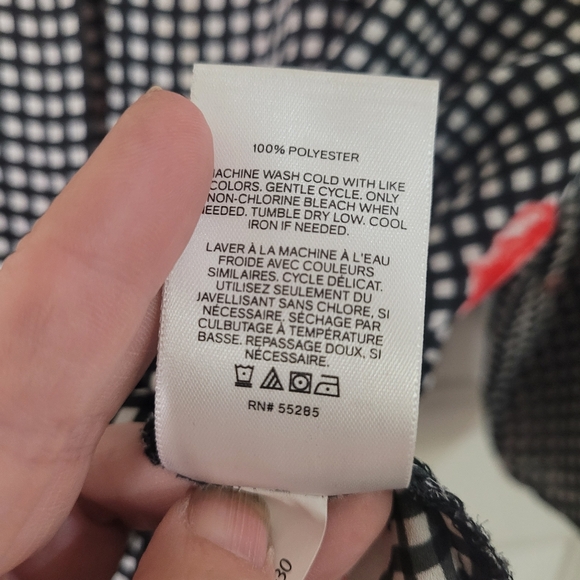 100% POLYESTER
MACHINE WASH COLD WITH LIKE
COLORS. GENTLE CYCLE. ONLY
NON-CHLORINE BLEACH WHEN
NEEDED. TUMBLE DRY LOW. COOL
IRON IF NEEDED.
LAVER À LA MACHINE À L'EAU
FROIDE AVEC COULEURS
SIMILAIRES. CYCLE DÉLICAT.
UTILISEZ SEULEMENT DU
JAVELLISANT SANS CHLORE, SI
NÉCESSAIRE. SÉCHAGE PAR
CULBUTAGE À TEMPÉRATURE
BASSE. REPASSAGE DOUX, SI
NÉCESSAIRE.
RN# 55285